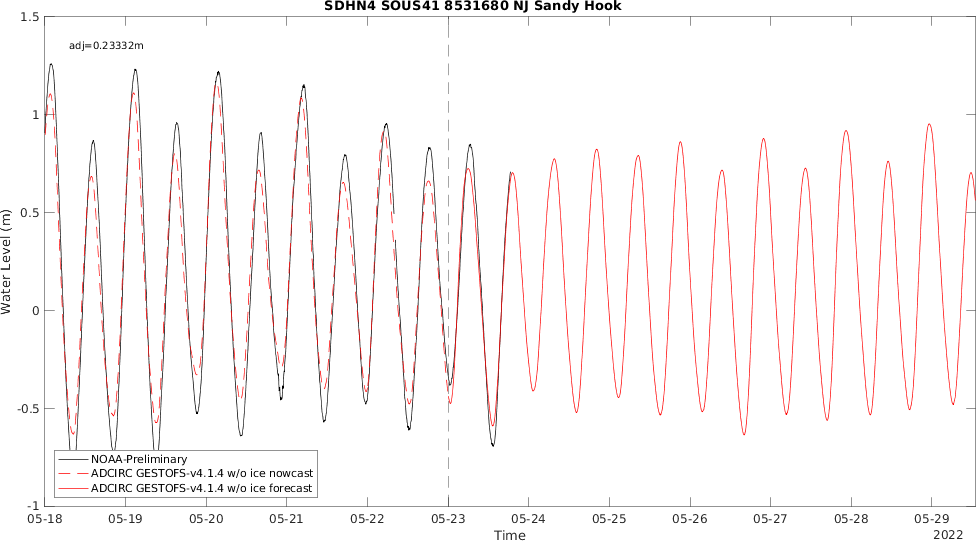 SDHN4 SOUS41 8531680 NJ Sandy Hook
1.5
adj=0.23332m
1
0.5
Water Level (m)
0
-0.5
NOAA-Preliminary
ADCIRC GESTOFS-v4.1.4 w/o ice nowcast
ADCIRC GESTOFS-v4.1.4 w/o ice forecast
-1
05-18 05-19 05-20 05-21 05-22 05-23 05-24 05-25 05-26 05-27 05-28 05-29
Time
2022